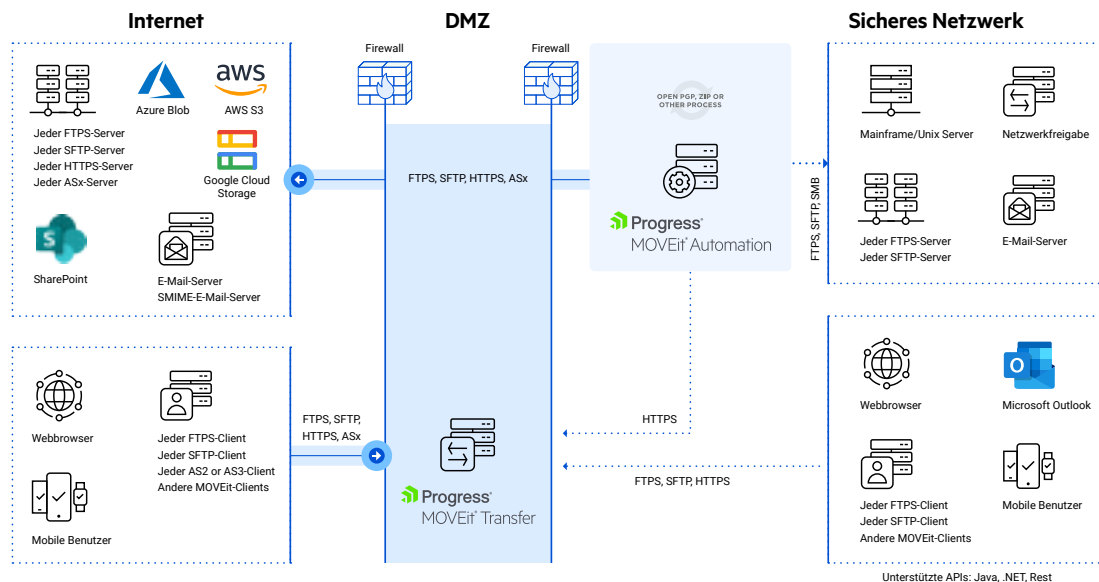 Internet
DMZ
Sicheres Netzwerk
Firewall
Firewall
Azure Blob
aws
AWS S3
Jeder FTPS-Server
Jeder SFTP-Server
Jeder HTTPS-Server
Jeder ASx-Server
Google Cloud
Storage
S
SharePoint
E-Mail-Server
SMIME-E-Mail-Server
FTPS, SFTP, HTTPS, ASx
OPEN PGP, ZIP OR
OTHER PROCESS
Progress®
MOVEit® Automation
FTPS, SFTP, SMB
Mainframe/Unix Server
Netzwerkfreigabe
Jeder FTPS-Server
Jeder SFTP-Server
E-Mail-Server
Webbrowser
Jeder FTPS-Client
Jeder SFTP-Client
Jeder AS2 or AS3-Client
Andere MOVEit-Clients
Mobile Benutzer
FTPS, SFTP,
HTTPS, ASx
Progress®
MOVEit® Transfer
HTTPS
FTPS, SFTP, HTTPS
Webbrowser
O
Microsoft Outlook
Jeder FTPS-Client
Jeder SFTP-Client
Andere MOVEit-Clients
Mobile Benutzer
Unterstützte APIs: Java, .NET, Rest